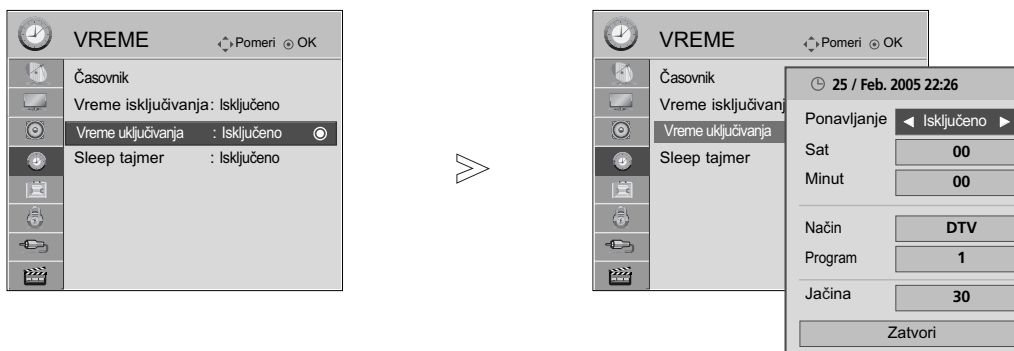 VREME Pomeri OK
Časovnik
Vreme isključivanja : Isključeno
Vreme uključivanja : Isključeno
Sleep tajmer : Isključeno
VREME Pomeri OK
Časovnik
Vreme isključivanj
Vreme uključivanja
Sleep tajmer
25 / Feb. 2005 22:26
Ponavljanje ◄ Isključeno ►
Sat 00
Minut 00
Način DTV
Program 1
Jačina 30
Zatvori